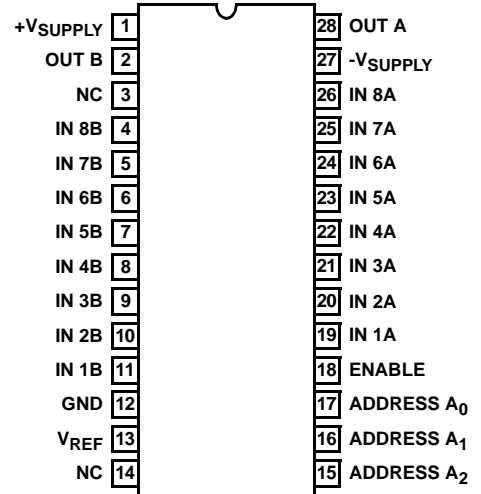 +VSUPPLY 1 28 OUT A
OUT B 2 27 -VSUPPLY
NC 3 26 IN 8A
IN 8B 4 25 IN 7A
IN 7B 5 24 IN 6A
IN 6B 6 23 IN 5A
IN 5B 7 22 IN 4A
IN 4B 8 21 IN 3A
IN 3B 9 20 IN 2A
IN 2B 10 19 IN 1A
IN 1B 11 18 ENABLE
GND 12 17 ADDRESS A0
VREF 13 16 ADDRESS A1
NC 14 15 ADDRESS A2